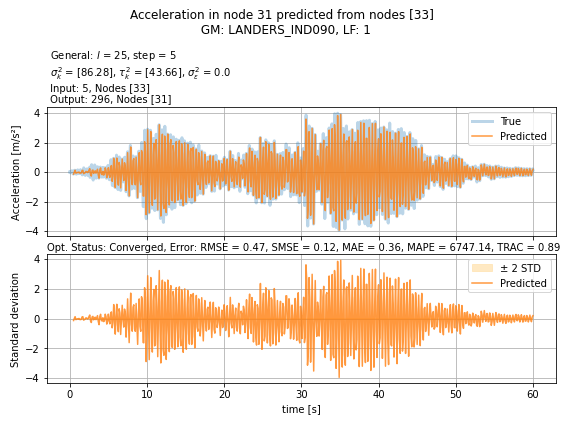 Acceleration in node 31 predicted from nodes [33]
GM: LANDERS_IND090, LF: 1
General: l = 25, step = 5
σ²ₖ = [86.28], τ²ₖ = [43.66], σ²ε = 0.0
Input: 5, Nodes [33]
Output: 296, Nodes [31]
4
2
0
−2
−4
Acceleration [m/s²]
True
Predicted
Opt. Status: Converged, Error: RMSE = 0.47, SMSE = 0.12, MAE = 0.36, MAPE = 6747.14, TRAC = 0.89
4
2
0
−2
−4
Standard deviation
± 2 STD
Predicted
0 10 20 30 40 50 60
time [s]